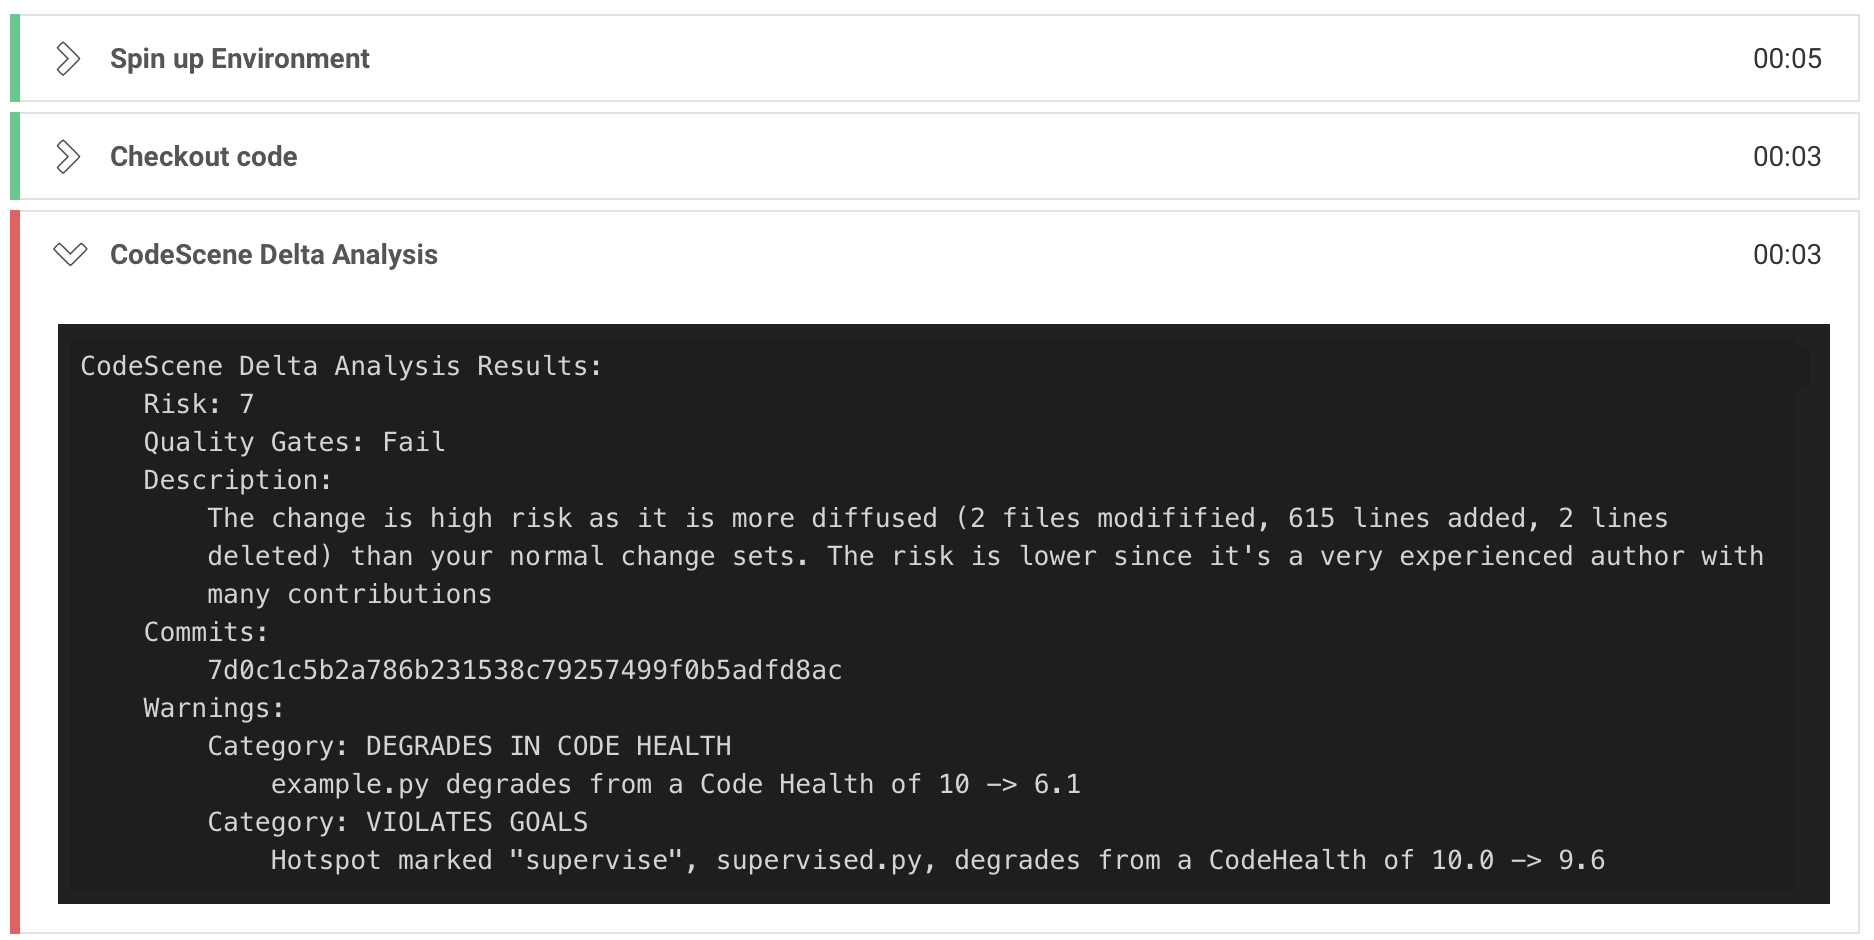 Spin up Environment 00:05
Checkout code 00:03
CodeScene Delta Analysis 00:03
CodeScene Delta Analysis Results:
Risk: 7
Quality Gates: Fail
Description:
The change is high risk as it is more diffused (2 files modifified, 615 lines added, 2 lines
deleted) than your normal change sets. The risk is lower since it's a very experienced author with
many contributions
Commits:
7d0c1c5b2a786b231538c79257499f0b5adfd8ac
Warnings:
Category: DEGRADES IN CODE HEALTH
example.py degrades from a Code Health of 10 -> 6.1
Category: VIOLATES GOALS
Hotspot marked "supervise", supervised.py, degrades from a CodeHealth of 10.0 -> 9.6